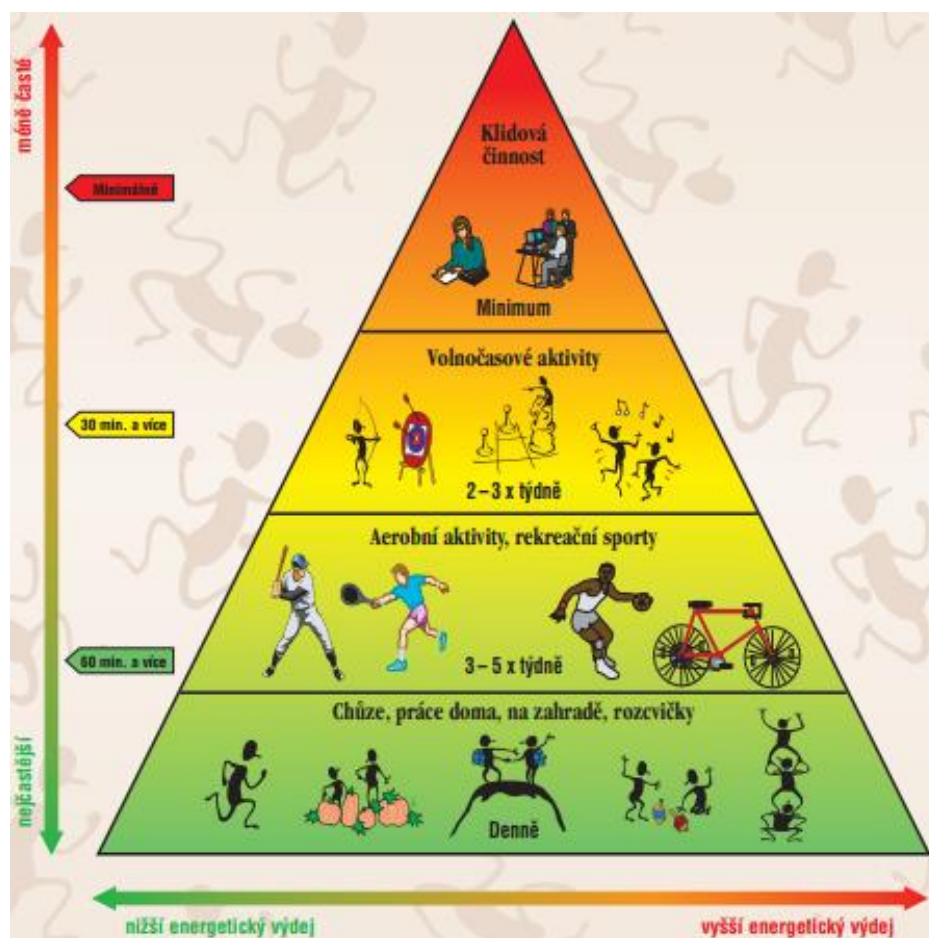 méně časté
Klidová
činnost
Minimálně
Minimum
Volnočasové aktivity
30 min. a více
2 – 3 x týdně
Aerobní aktivity, rekreační sporty
60 min. a více
3 – 5 x týdně
Chůze, práce doma, na zahradě, rozcvičky
nejčastější
Denně
nižší energetický výdej
vyšší energetický výdej